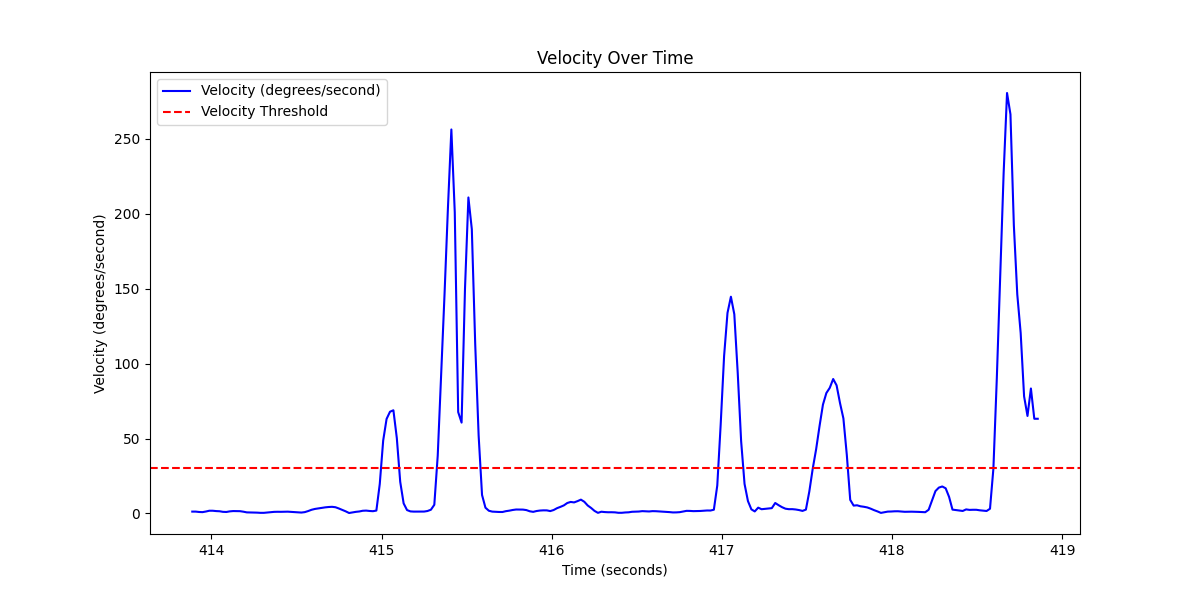 Velocity Over Time
Velocity (degrees/second)
Velocity Threshold
250
200
150
100
50
0
Velocity (degrees/second)
414 415 416 417 418 419
Time (seconds)